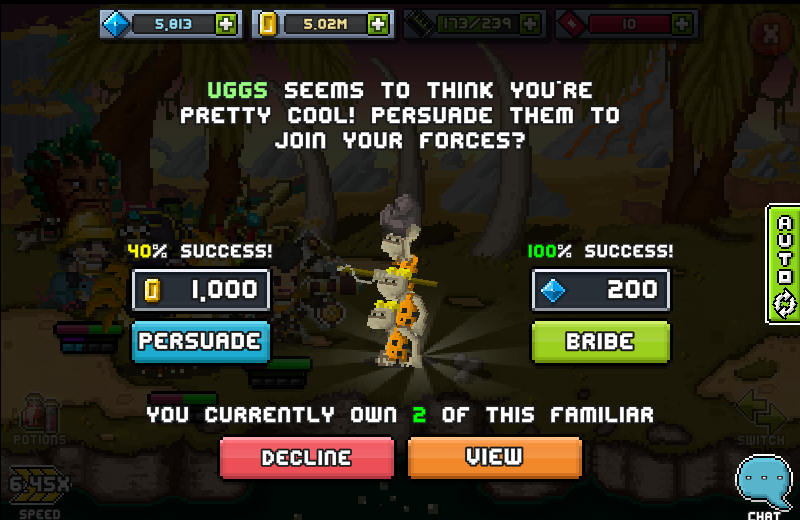 5,813
5.02M
173/239
10
X
UGGS SEEMS TO THINK YOU'RE
PRETTY COOL! PERSUADE THEM TO
JOIN YOUR FORCES?
40% SUCCESS!
100% SUCCESS!
1,000
200
PERSUADE
BRIBE
AUTO
YOU CURRENTLY OWN 2 OF THIS FAMILIAR
POTIONS
SWITCH
DECLINE
VIEW
6.45X
SPEED
CHAT